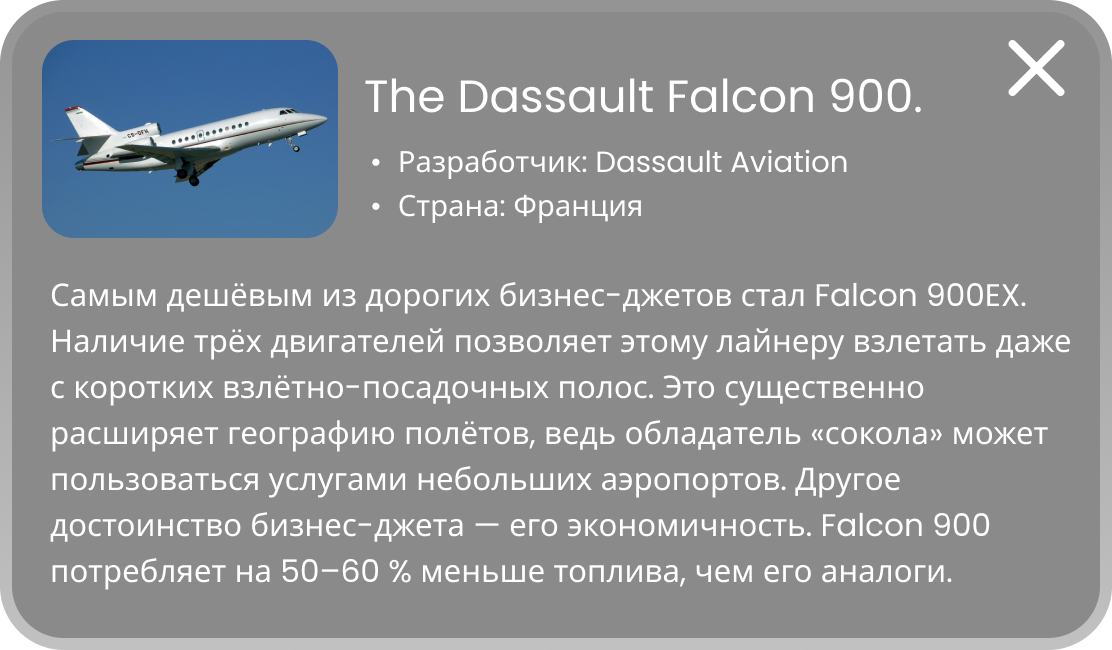 The Dassault Falcon 900.
• Разработчик: Dassault Aviation
• Страна: Франция
Самым дешёвым из дорогих бизнес-джетов стал Falcon 900EX.
Наличие трёх двигателей позволяет этому лайнеру взлетать даже
с коротких взлётно-посадочных полос. Это существенно
расширяет географию полётов, ведь обладатель «сокола» может
пользоваться услугами небольших аэропортов. Другое
достоинство бизнес-джета — его экономичность. Falcon 900
потребляет на 50–60 % меньше топлива, чем его аналоги.